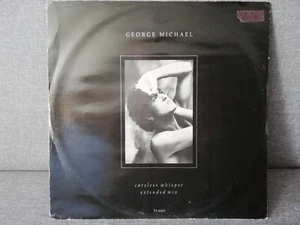 GEORGE MICHAEL
careless whisper
extended mix